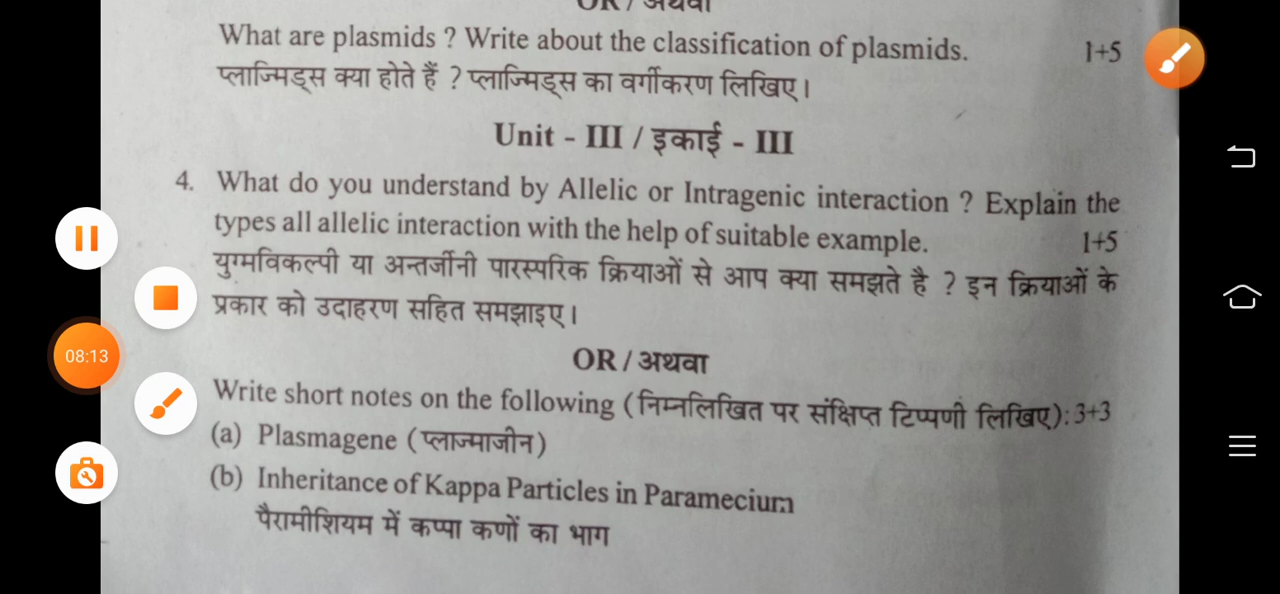 OR / अथवा
What are plasmids ? Write about the classification of plasmids. 1+5
प्लाज्मिड्स क्या होते हैं ? प्लाज्मिड्स का वर्गीकरण लिखिए।
Unit - III / इकाई - III
4. What do you understand by Allelic or Intragenic interaction ? Explain the
types all allelic interaction with the help of suitable example. 1+5
युग्मविकल्पी या अन्तर्जीनी पारस्परिक क्रियाओं से आप क्या समझते है ? इन क्रियाओं के
प्रकार को उदाहरण सहित समझाइए।
08:13
OR / अथवा
Write short notes on the following (निम्नलिखित पर संक्षिप्त टिप्पणी लिखिए): 3+3
(a) Plasmagene (प्लाज्माजीन)
(b) Inheritance of Kappa Particles in Paramecium
पैरामीशियम में कप्पा कणों का भाग